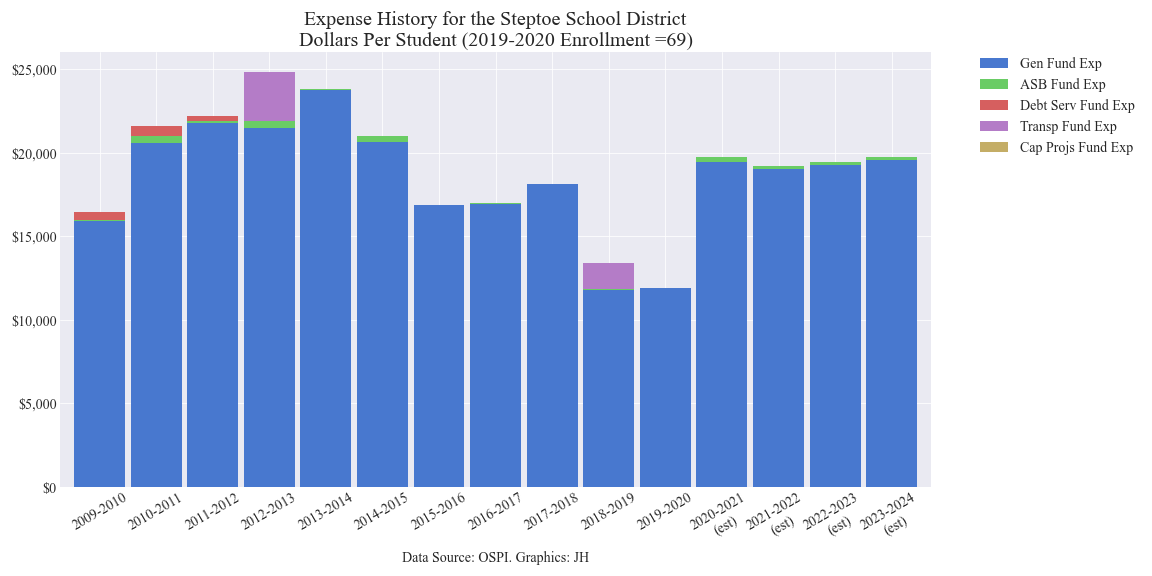 Expense History for the Steptoe School District
Dollars Per Student (2019-2020 Enrollment =69)
$25,000
$20,000
$15,000
$10,000
$5,000
$0
2009-2010
2010-2011
2011-2012
2012-2013
2013-2014
2014-2015
2015-2016
2016-2017
2017-2018
2018-2019
2019-2020
2020-2021
(est)
2021-2022
(est)
2022-2023
(est)
2023-2024
(est)
Gen Fund Exp
ASB Fund Exp
Debt Serv Fund Exp
Transp Fund Exp
Cap Projs Fund Exp
Data Source: OSPI. Graphics: JH